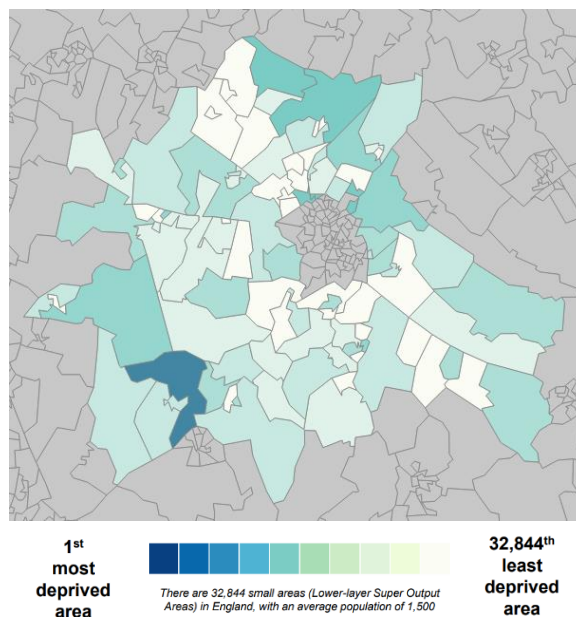 1st
most
deprived
area
There are 32,844 small areas (Lower-layer Super Output
Areas) in England, with an average population of 1,500
32,844th
least
deprived
area